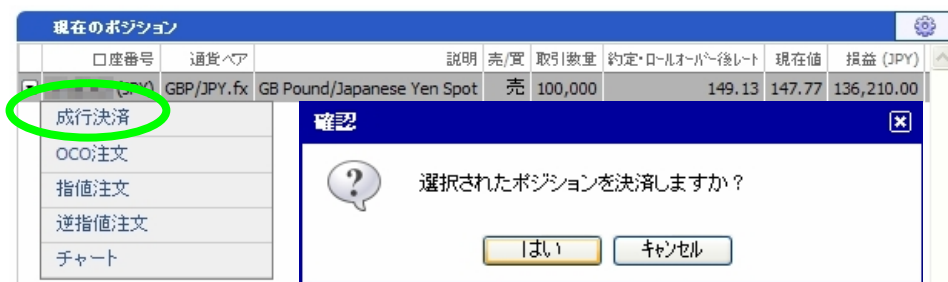 現在のポジション
口座番号 通貨ペア 説明 売/買 取引数量 約定・ロールオーバー後レート 現在値 損益 (JPY)
(JPY) GBP/JPY.fx GB Pound/Japanese Yen Spot 売 100,000 149.13 147.77 136,210.00
成行決済
OCO注文
指値注文
逆指値注文
チャート
確認
選択されたポジションを決済しますか？
はい キャンセル